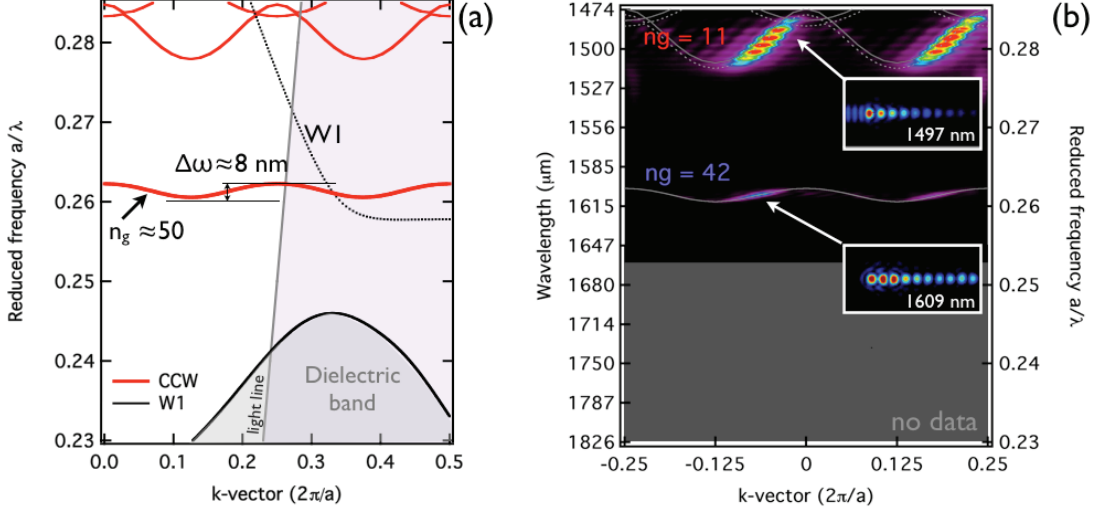 (a)
0.28
0.27
0.26
0.25
0.24
0.23
Reduced frequency a/λ
W1
Δω≈8 nm
n_g ≈50
CCW
W1
light line
Dielectric
band
0.0
0.1
0.2
0.3
0.4
0.5
k-vector (2π/a)
(b)
1474
1500
1527
1556
1585
1615
1647
1680
1714
1750
1787
1826
Wavelength (μm)
ng = 11
1497 nm
ng = 42
1609 nm
no data
0.28
0.27
0.26
0.25
0.24
0.23
Reduced frequency a/λ
-0.25
-0.125
0
0.125
0.25
k-vector (2π/a)